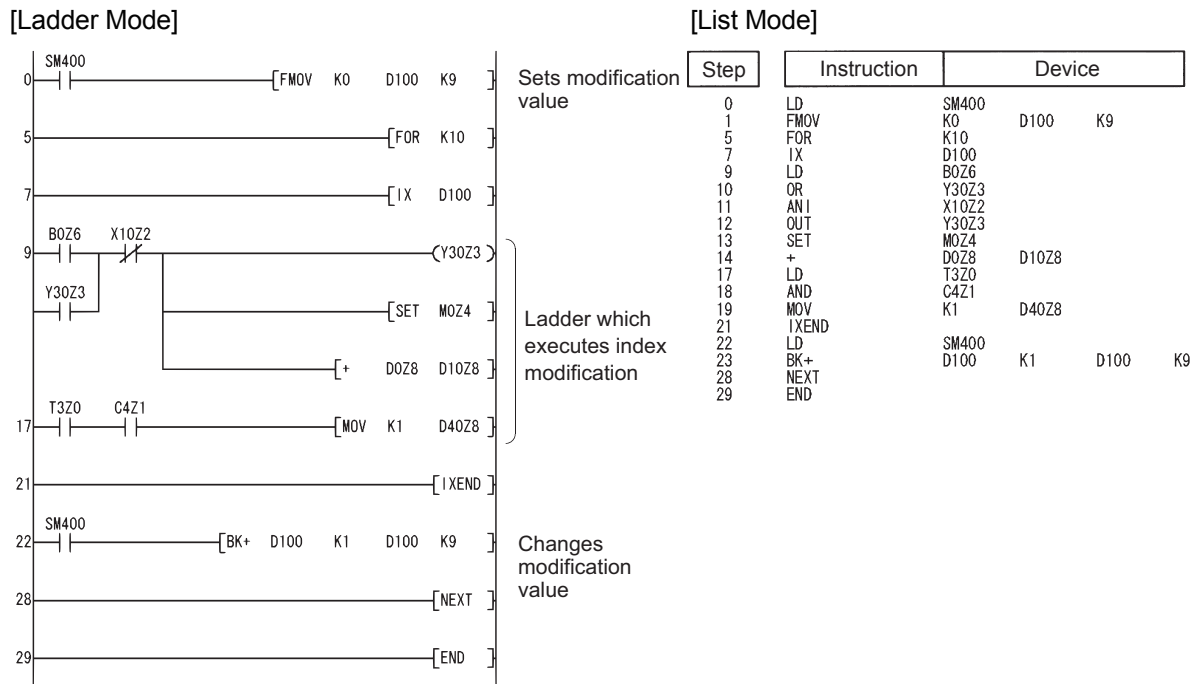 [Ladder Mode]
SM400
0 [FMOV K0 D100 K9 ]
Sets modification
value
5 [FOR K10 ]
7 [IX D100 ]
B0Z6 X10Z2
9 (Y30Z3 )
Y30Z3
[SET M0Z4 ]
[+ D0Z8 D10Z8 ]
Ladder which
executes index
modification
T3Z0 C4Z1
17 [MOV K1 D40Z8 ]
21 [IXEND ]
SM400
22 [BK+ D100 K1 D100 K9 ]
Changes
modification
value
28 [NEXT ]
29 [END ]
[List Mode]
Step Instruction Device
0 LD SM400
1 FMOV K0 D100 K9
5 FOR K10
7 IX D100
9 LD B0Z6
10 OR Y30Z3
11 ANI X10Z2
12 OUT Y30Z3
13 SET M0Z4
14 + D0Z8 D10Z8
17 LD T3Z0
18 AND C4Z1
19 MOV K1 D40Z8
21 IXEND
22 LD SM400
23 BK+ D100 K1 D100 K9
28 NEXT
29 END